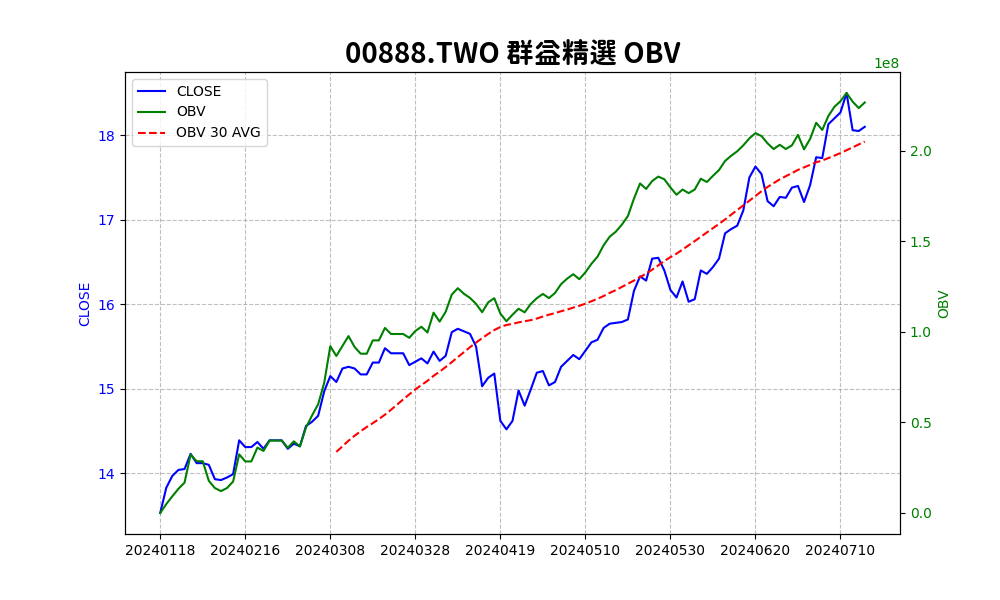 00888.TWO 群益精選 OBV
1e8
CLOSE
OBV
OBV 30 AVG
18
17
16
15
14
CLOSE
2.0
1.5
1.0
0.5
0.0
OBV
20240118
20240216
20240308
20240328
20240419
20240510
20240530
20240620
20240710